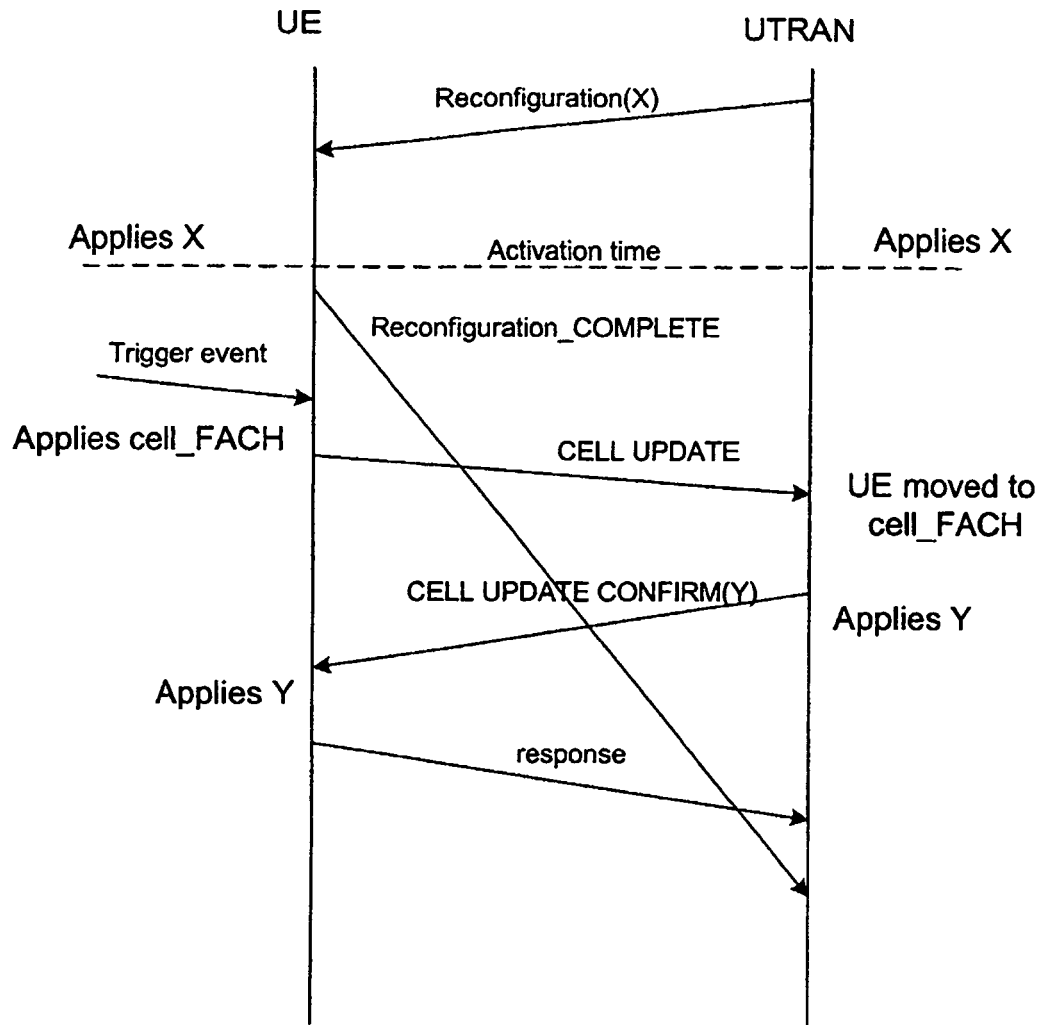 UE
UTRAN
Reconfiguration(X)
Applies X
Activation time
Applies X
Reconfiguration_COMPLETE
Trigger event
Applies cell_FACH
CELL UPDATE
UE moved to
cell_FACH
CELL UPDATE CONFIRM(Y)
Applies Y
Applies Y
response